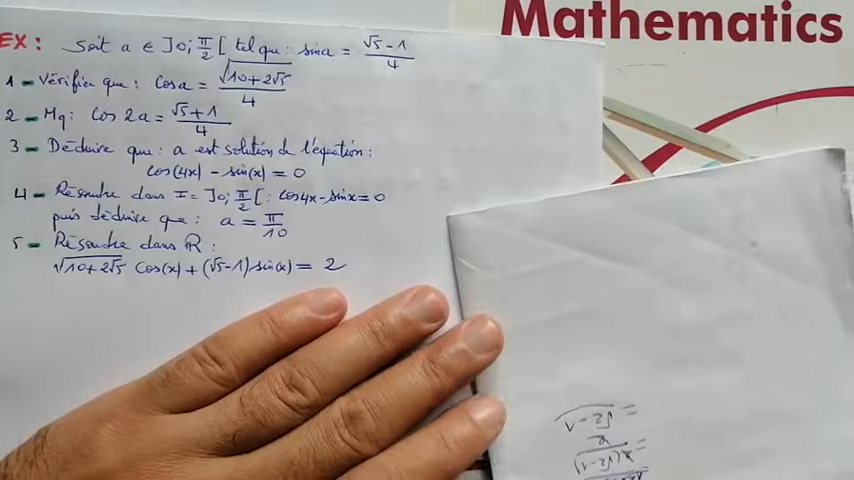 Mathematics
EX : Soit a ∈ ]0; π/2[ tel que : sin a = (√5 - 1)/4
1 - Vérifier que : cos a = √(10+2√5)/4
2 - Mq : cos 2a = (√5+1)/4
3 - Déduire que : a est solution de l'équation :
cos(4x) - sin(x) = 0
4 - Résoudre dans I = ]0; π/2[ : cos4x - sinx = 0
puis déduire que : a = π/10
5 - Résoudre dans ℝ :
√(10+2√5) cos(x) + (√5-1) sin(x) = 2